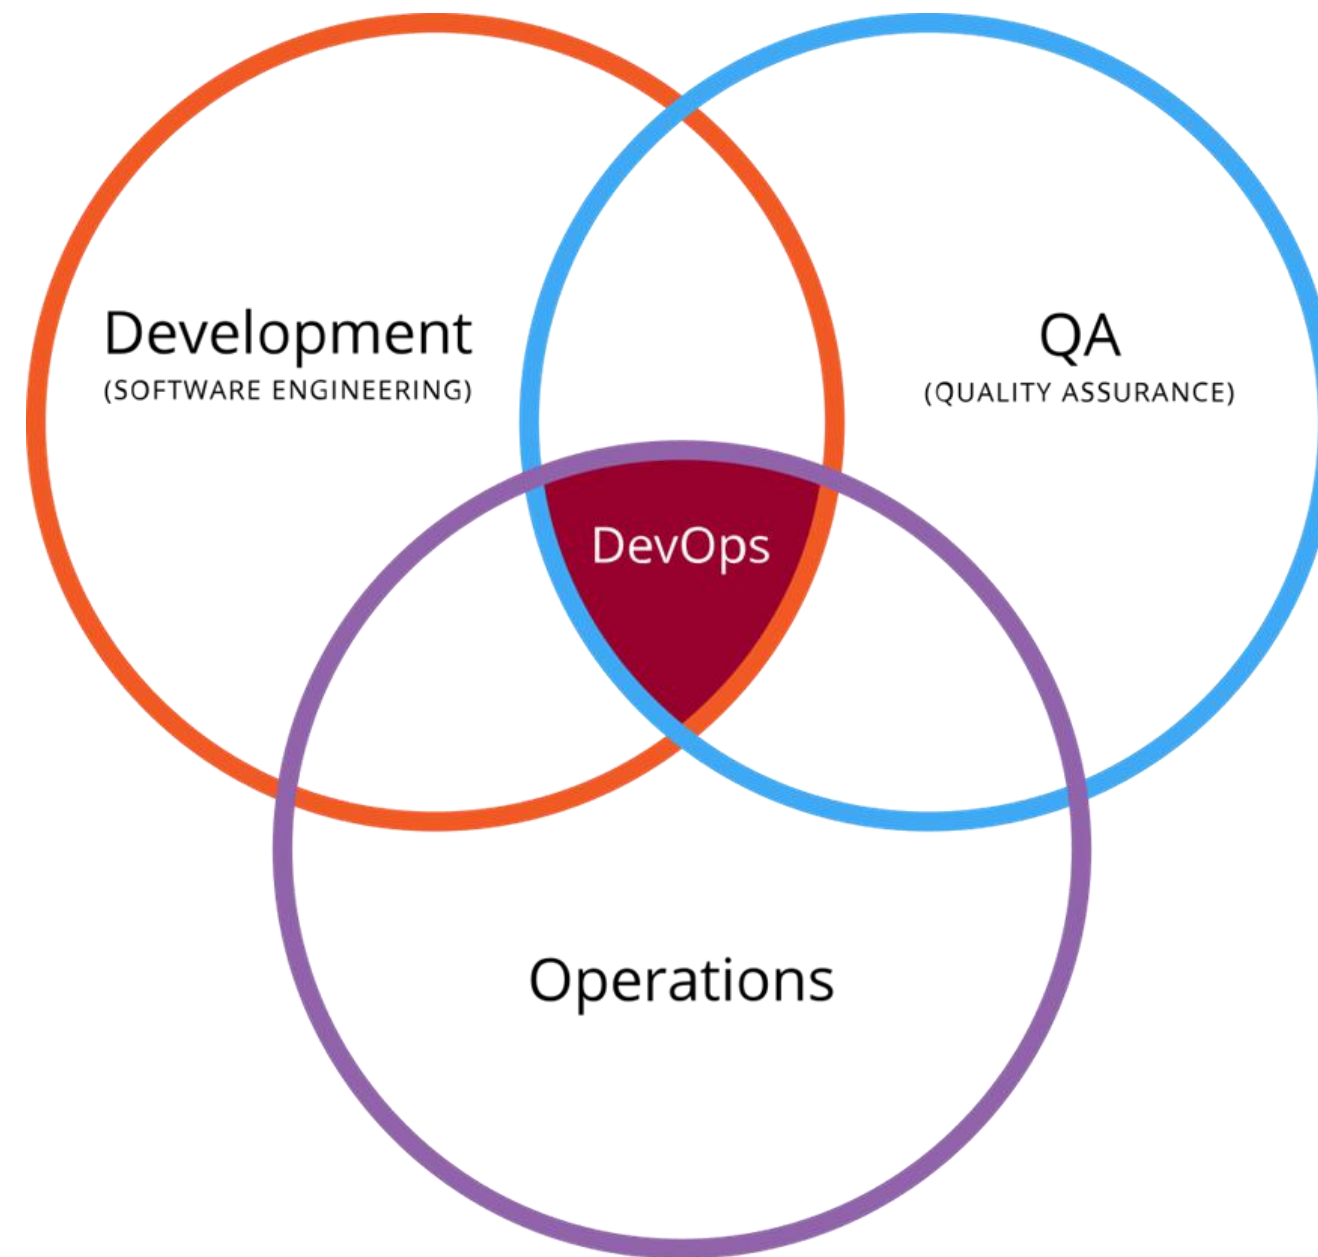 Development
(SOFTWARE ENGINEERING)
QA
(QUALITY ASSURANCE)
DevOps
Operations